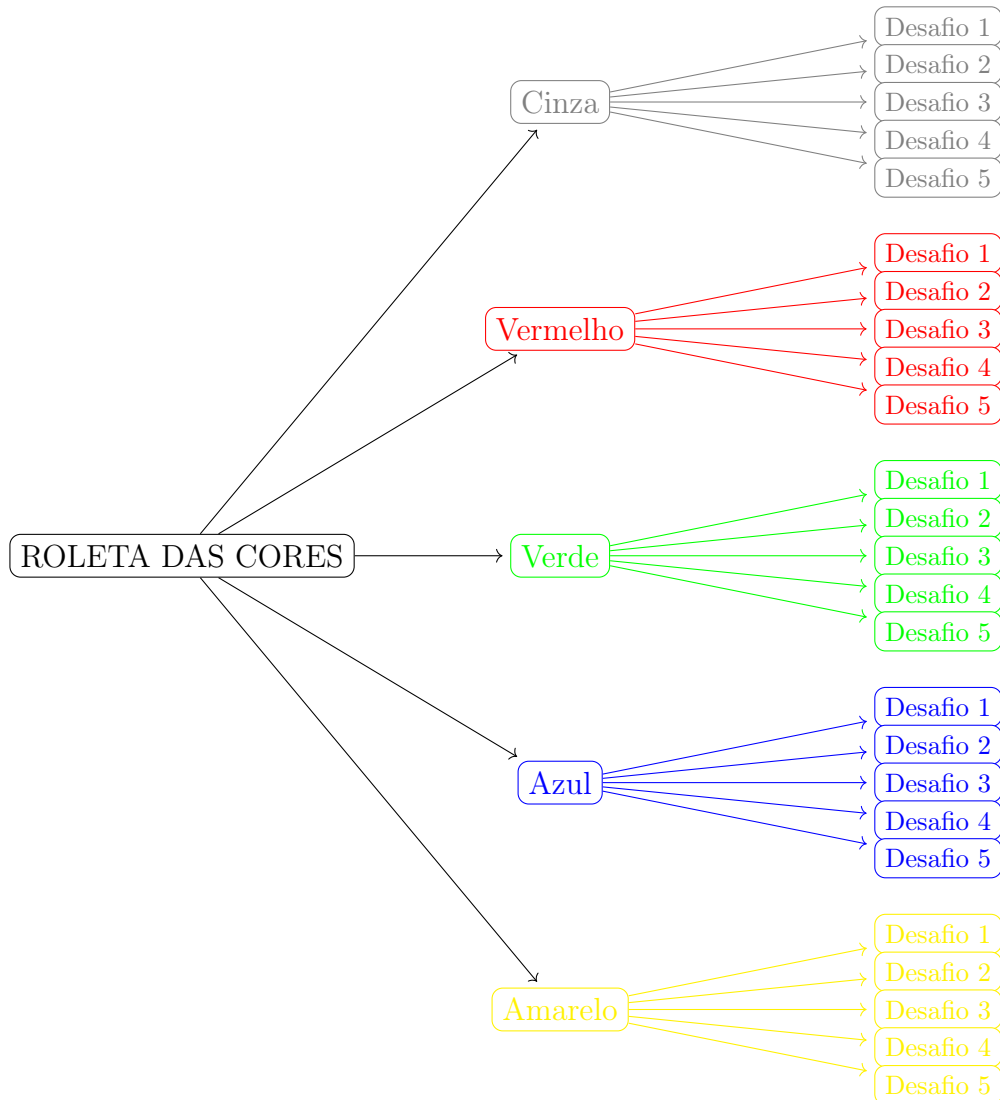 ROLETA DAS CORES
Cinza
Desafio 1
Desafio 2
Desafio 3
Desafio 4
Desafio 5
Vermelho
Desafio 1
Desafio 2
Desafio 3
Desafio 4
Desafio 5
Verde
Desafio 1
Desafio 2
Desafio 3
Desafio 4
Desafio 5
Azul
Desafio 1
Desafio 2
Desafio 3
Desafio 4
Desafio 5
Amarelo
Desafio 1
Desafio 2
Desafio 3
Desafio 4
Desafio 5